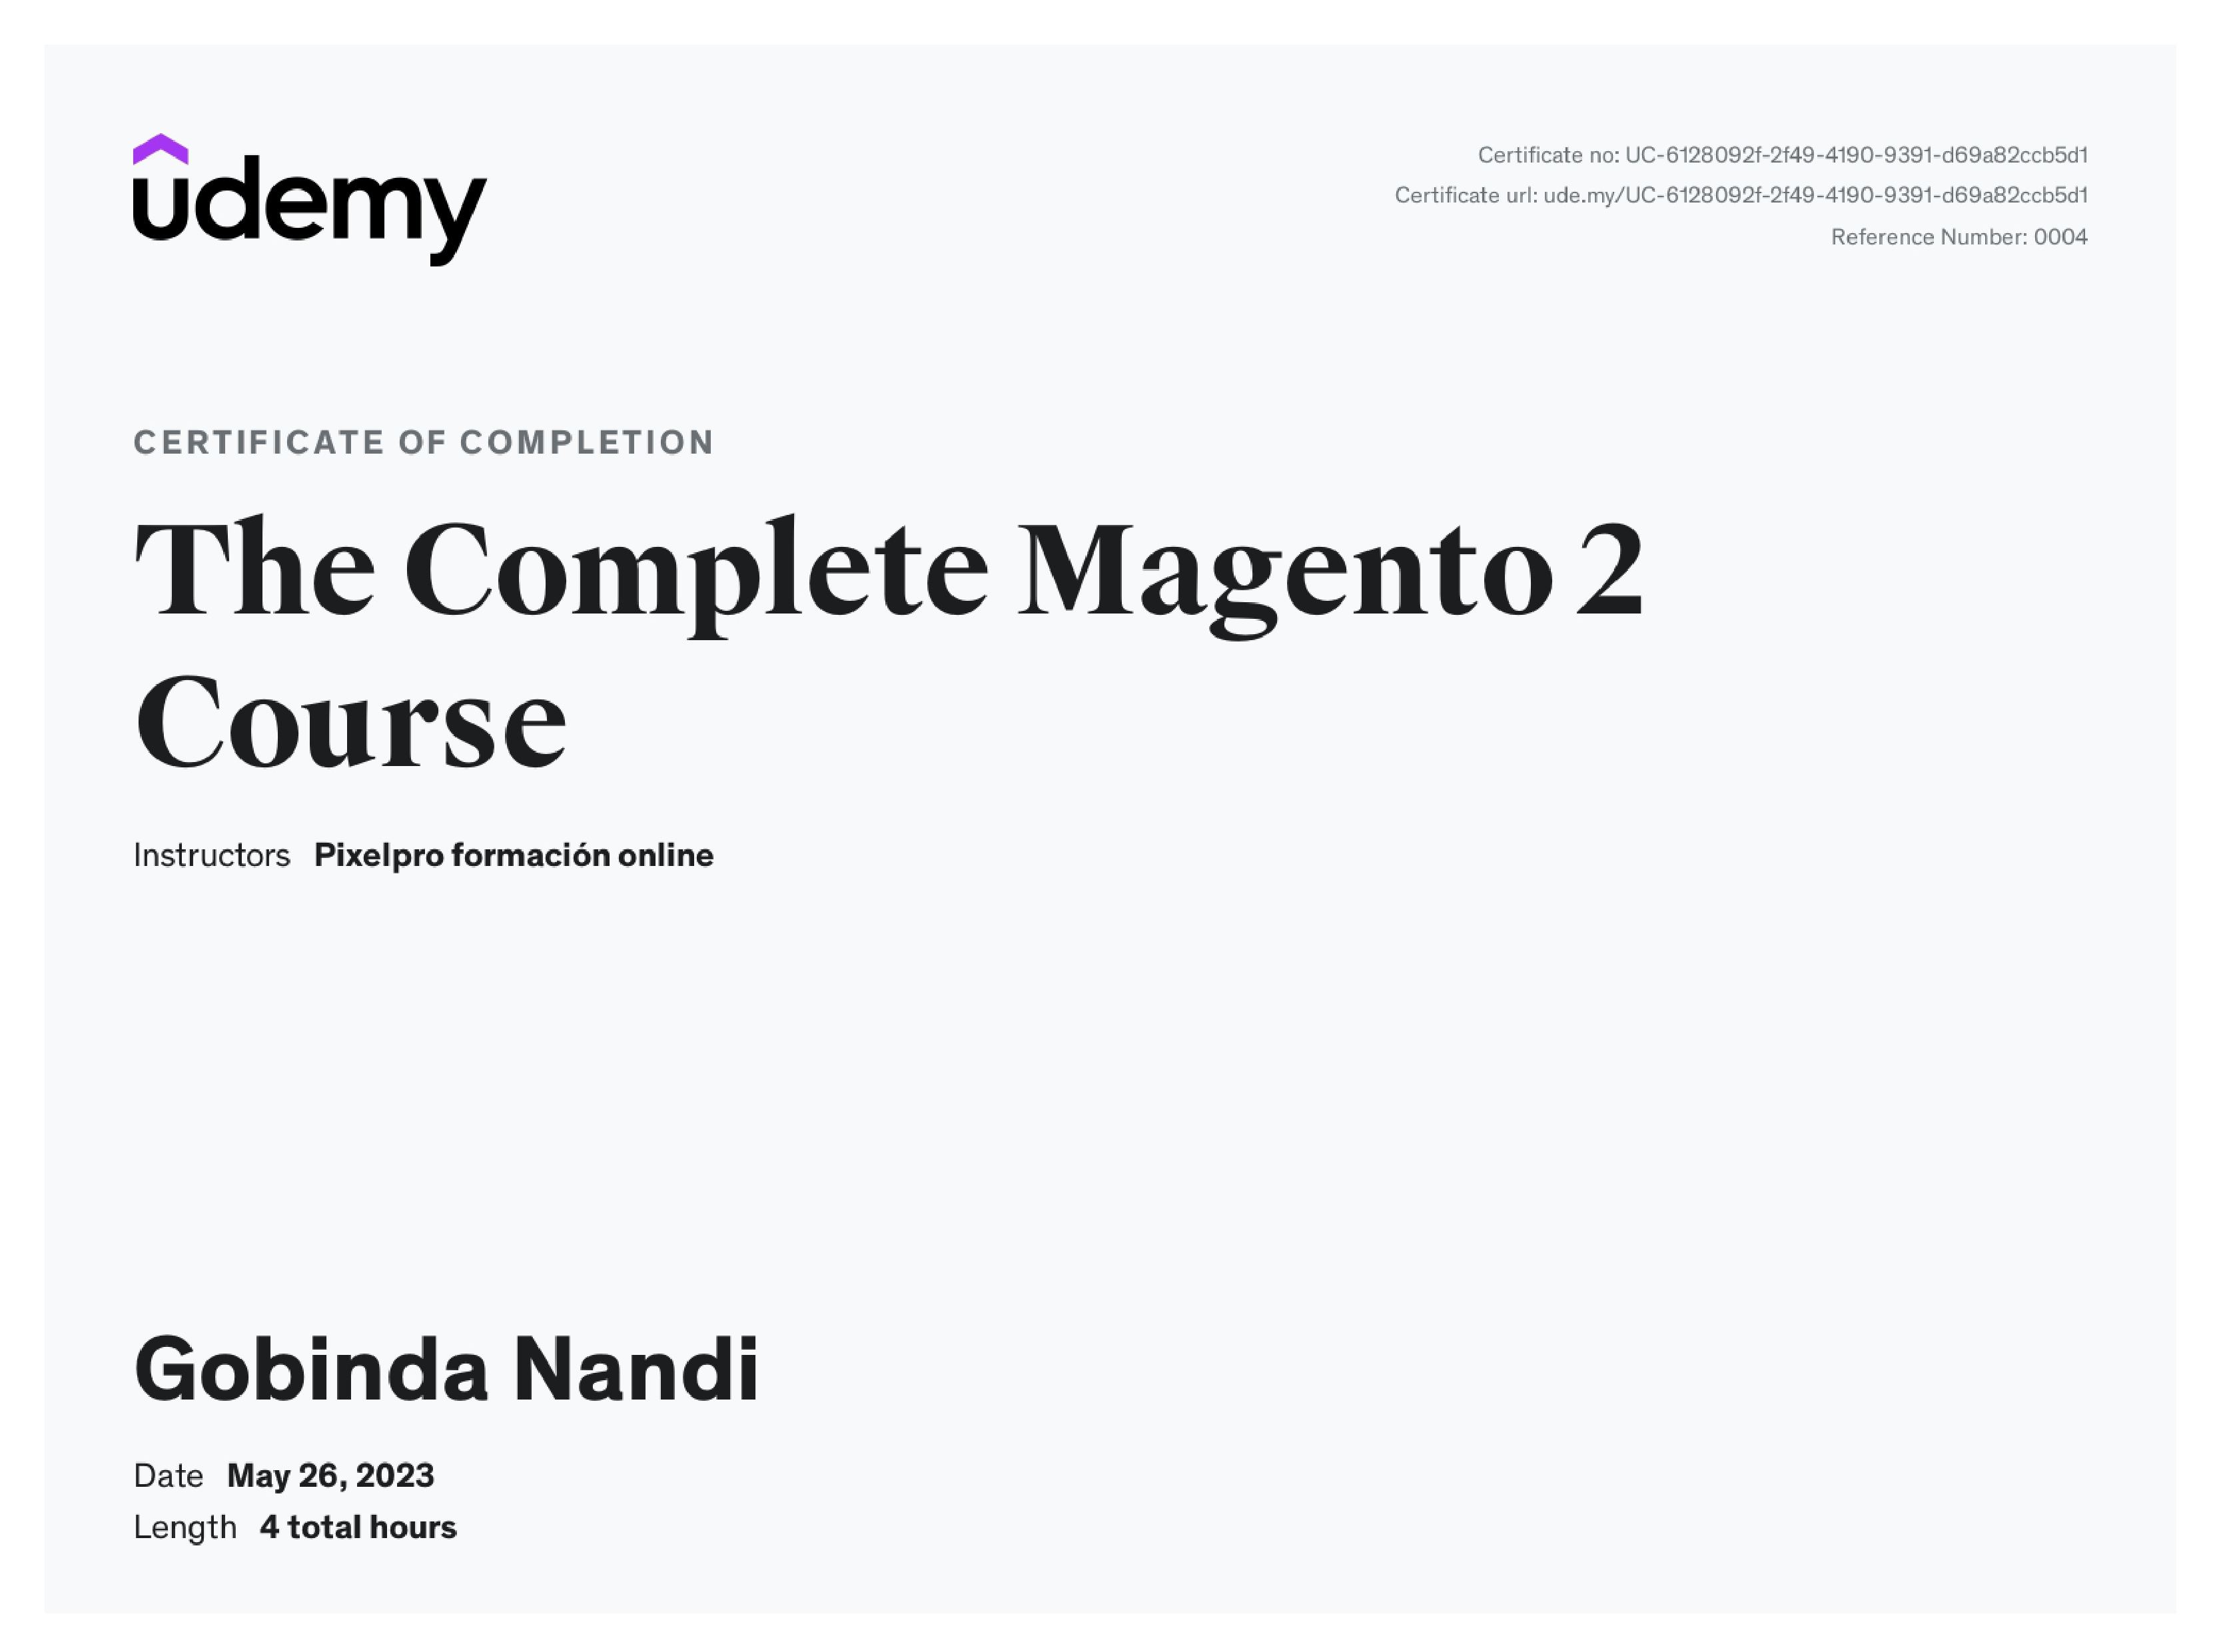 udemy
Certificate no: UC-6128092f-2f49-4190-9391-d69a82ccb5d1
Certificate url: ude.my/UC-6128092f-2f49-4190-9391-d69a82ccb5d1
Reference Number: 0004
CERTIFICATE OF COMPLETION
The Complete Magento 2
Course
Instructors Pixelpro formación online
Gobinda Nandi
Date May 26, 2023
Length 4 total hours